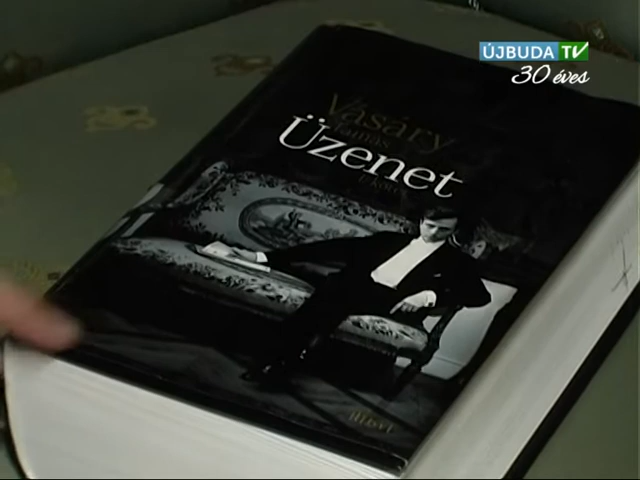 ÚJBUDA TV
30 éves
Vásáry
Tamás
Üzenet